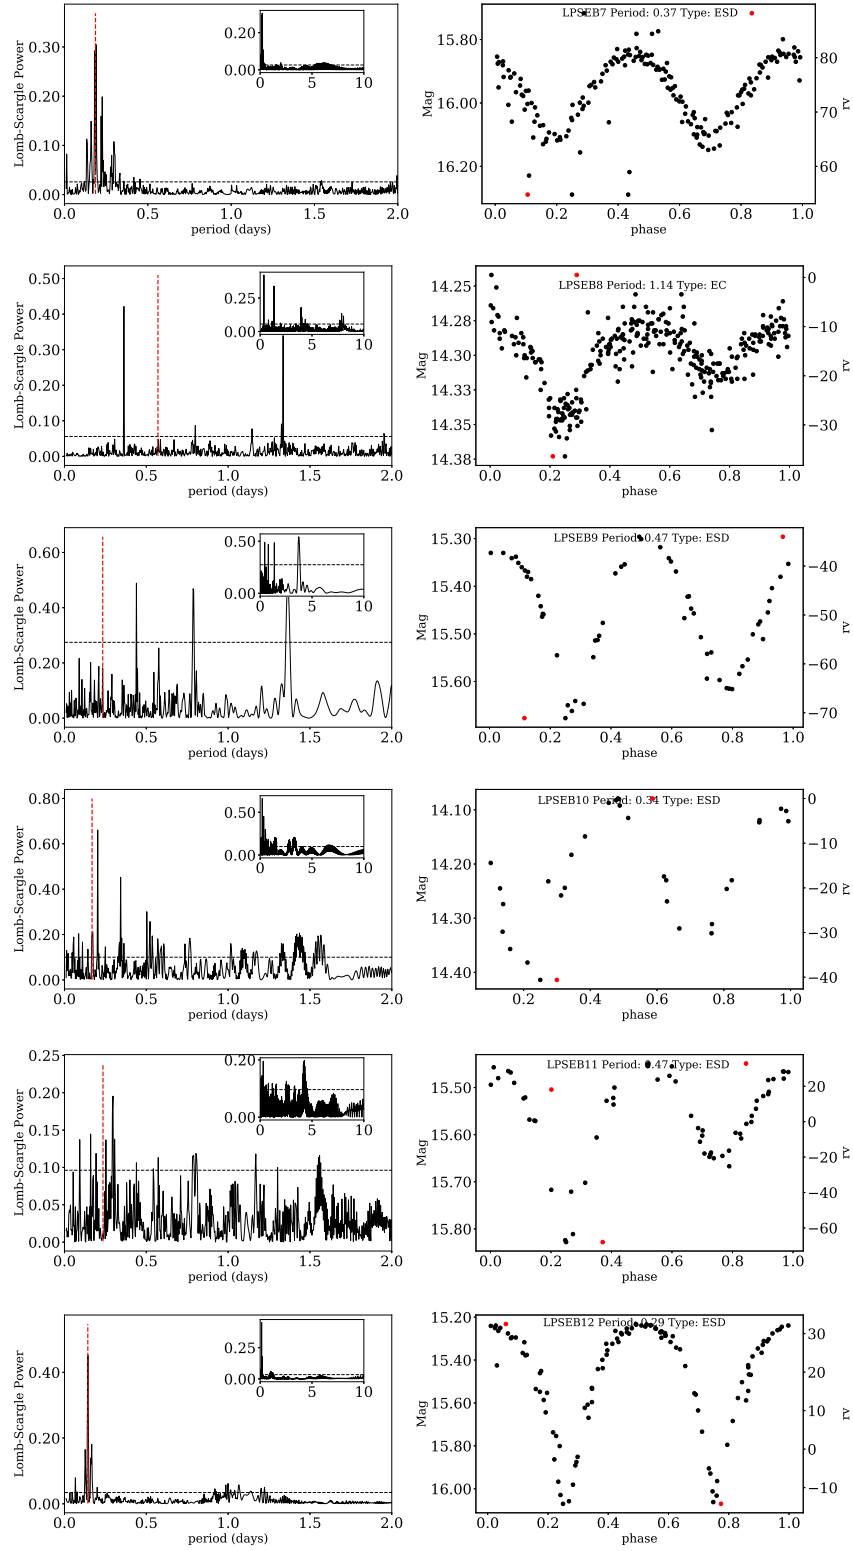 LPSEB7 Period: 0.37 Type: ESD
Lomb-Scargle Power
0.30
0.20
0.10
0.00
0.25
0.00
0 5 10
0.0 0.5 1.0 1.5 2.0
period (days)
Mag
15.80
16.00
16.20
80
70
60
rv
0.0 0.2 0.4 0.6 0.8 1.0
phase
LPSEB8 Period: 1.14 Type: EC
Lomb-Scargle Power
0.50
0.40
0.30
0.20
0.10
0.00
0.25
0.00
0 5 10
0.0 0.5 1.0 1.5 2.0
period (days)
Mag
14.25
14.28
14.30
14.33
14.35
14.38
0
−10
−20
−30
rv
0.0 0.2 0.4 0.6 0.8 1.0
phase
LPSEB9 Period: 0.47 Type: ESD
Lomb-Scargle Power
0.60
0.40
0.20
0.00
0.50
0.00
0 5 10
0.0 0.5 1.0 1.5 2.0
period (days)
Mag
15.30
15.40
15.50
15.60
−40
−50
−60
−70
rv
0.0 0.2 0.4 0.6 0.8 1.0
phase
LPSEB10 Period: 0.34 Type: ESD
Lomb-Scargle Power
0.80
0.60
0.40
0.20
0.00
0.50
0.00
0 5 10
0.0 0.5 1.0 1.5 2.0
period (days)
Mag
14.10
14.20
14.30
14.40
0
−10
−20
−30
−40
rv
0.2 0.4 0.6 0.8 1.0
phase
LPSEB11 Period: 0.47 Type: ESD
Lomb-Scargle Power
0.25
0.20
0.15
0.10
0.05
0.00
0.20
0.00
0 5 10
0.0 0.5 1.0 1.5 2.0
period (days)
Mag
15.50
15.60
15.70
15.80
20
0
−20
−40
−60
rv
0.0 0.2 0.4 0.6 0.8 1.0
phase
LPSEB12 Period: 0.29 Type: ESD
Lomb-Scargle Power
0.40
0.20
0.00
0.25
0.00
0 5 10
0.0 0.5 1.0 1.5 2.0
period (days)
Mag
15.20
15.40
15.60
15.80
16.00
30
20
10
0
−10
rv
0.0 0.2 0.4 0.6 0.8 1.0
phase